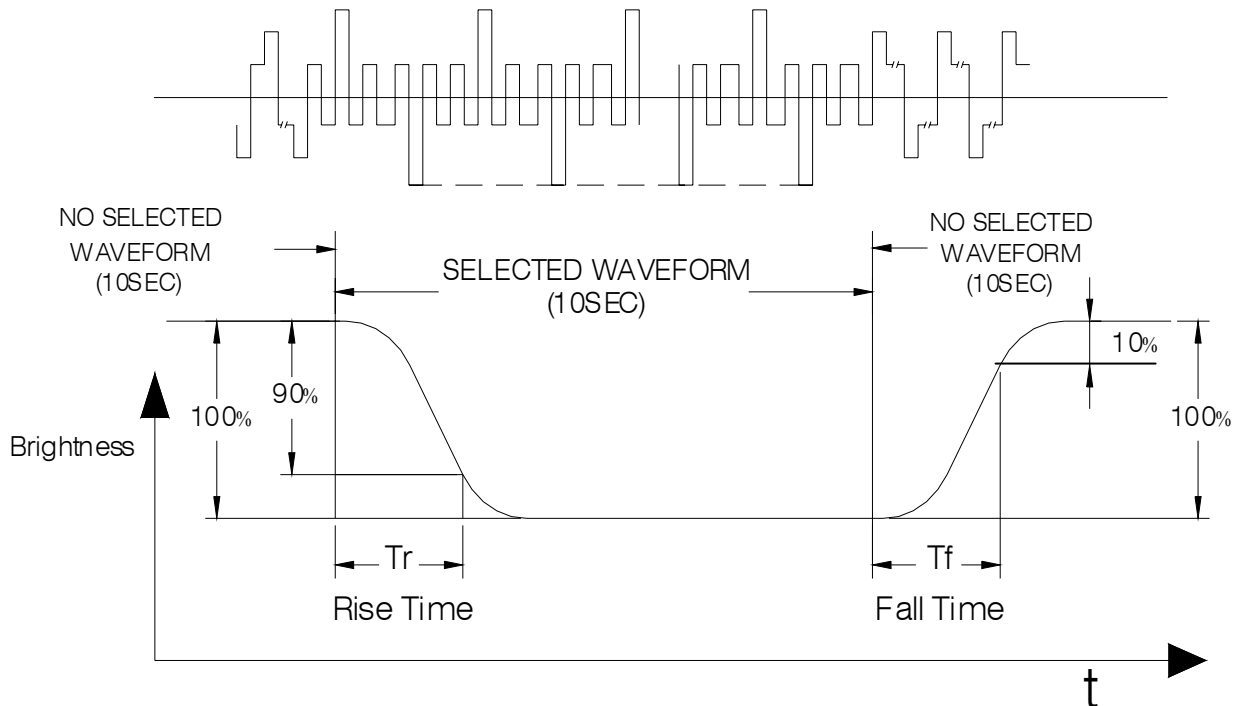 NO SELECTED
WAVEFORM
(10SEC)
SELECTED WAVEFORM
(10SEC)
NO SELECTED
WAVEFORM
(10SEC)
10%
90%
100%
100%
Brightness
Tr
Tf
Rise Time
Fall Time
t